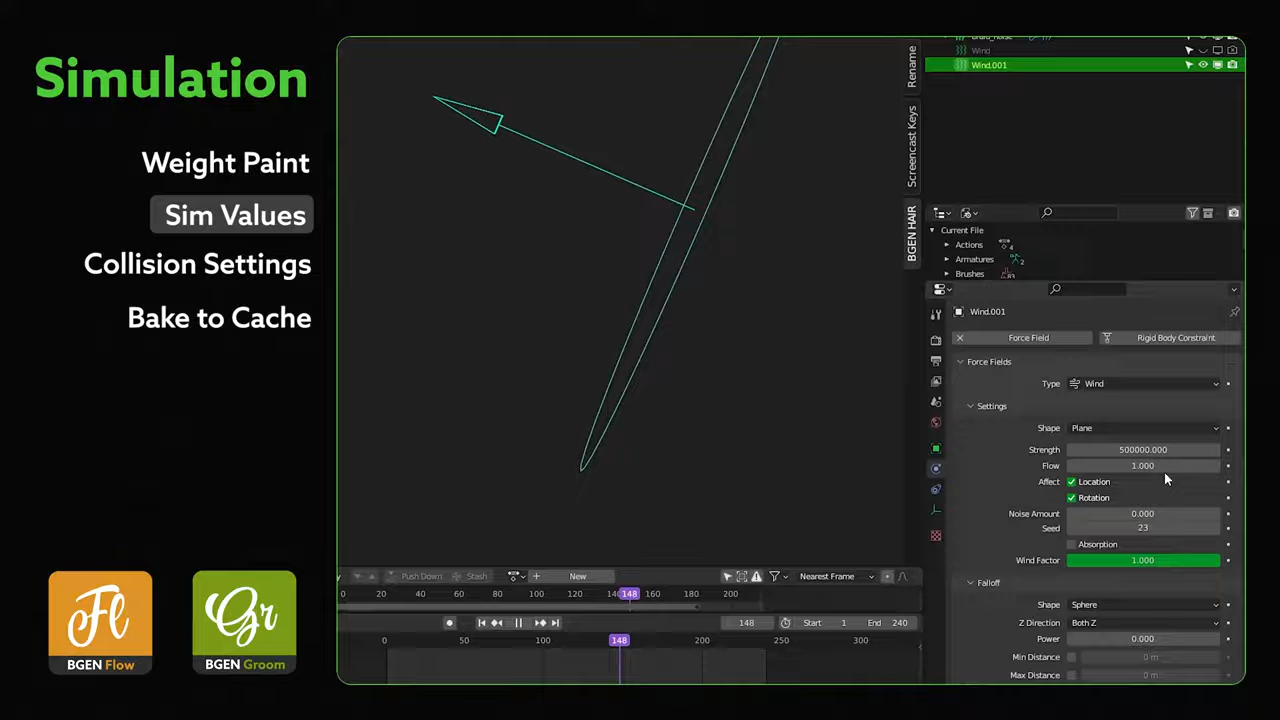 Simulation
Weight Paint
Sim Values
Collision Settings
Bake to Cache
Fl
BGEN Flow
Gr
BGEN Groom
Rename
Screencast Keys
BGEN HAIR
Wind
Wind.001
Current File
Actions
4
Armatures
2
Brushes
Wind.001
Force Field
Rigid Body Constraint
Force Fields
Type Wind
Settings
Shape Plane
Strength 500000.000
Flow 1.000
Affect Location
Rotation
Noise Amount 0.000
Seed 23
Absorption
Wind Factor 1.000
Falloff
Shape Sphere
Z Direction Both Z
Power 0.000
Min Distance 0 m
Max Distance 0 m
Push Down Stash New Nearest Frame
0 20 40 60 80 100 120 148 160 180 200
148 Start 1 End 240
0 50 100 148 200 250 300